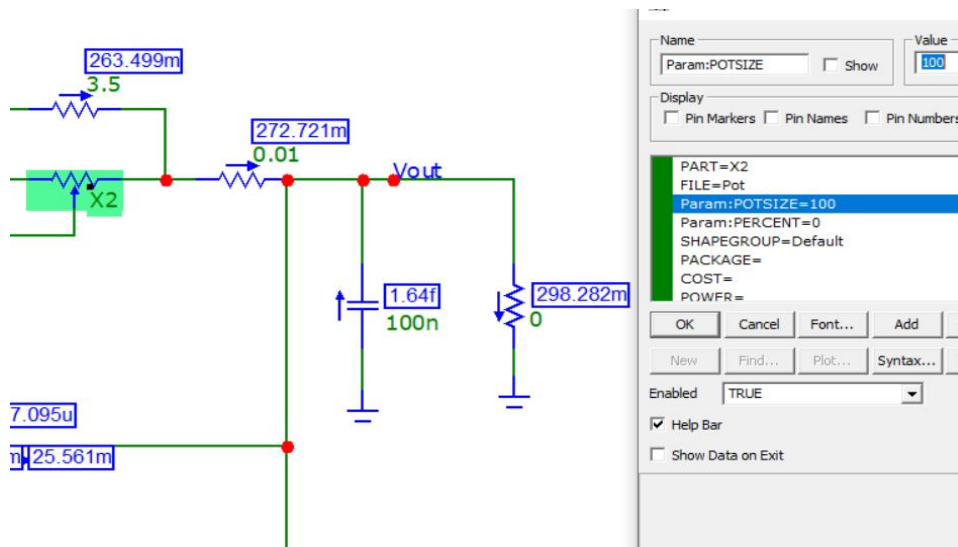 263.499m
3.5
272.721m
0.01
Vout
X2
1.64f
100n
298.282m
0
7.095u
25.561m
Name
Param:POTSIZE
Show
Value
100
Display
Pin Markers
Pin Names
Pin Numbers
PART=X2
FILE=Pot
Param:POTSIZE=100
Param:PERCENT=0
SHAPEGROUP=Default
PACKAGE=
COST=
POWER=
OK
Cancel
Font...
Add
New
Find...
Plot...
Syntax...
Enabled
TRUE
Help Bar
Show Data on Exit